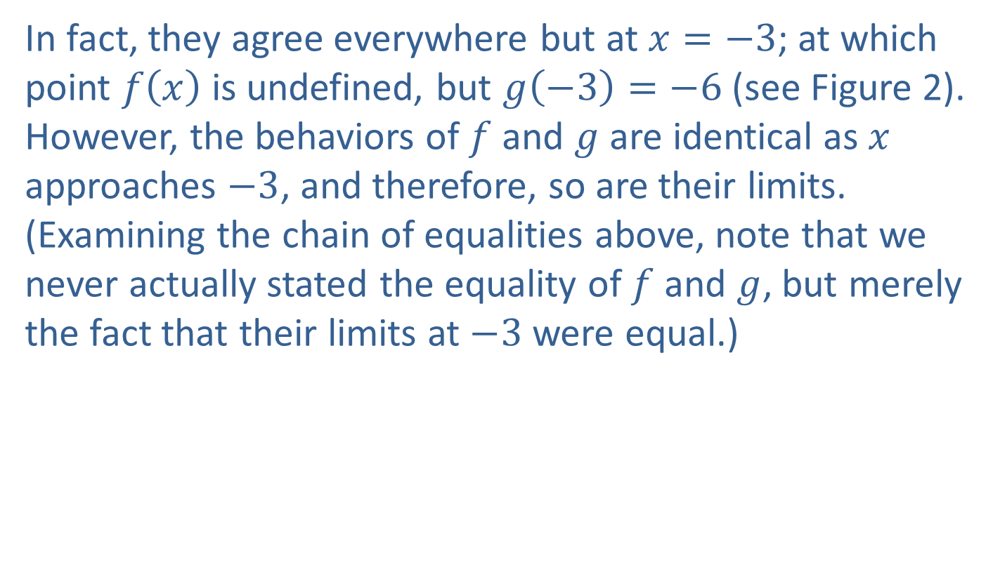 In fact, they agree everywhere but at x = −3; at which
point f(x) is undefined, but g(−3) = −6 (see Figure 2).
However, the behaviors of f and g are identical as x
approaches −3, and therefore, so are their limits.
(Examining the chain of equalities above, note that we
never actually stated the equality of f and g, but merely
the fact that their limits at −3 were equal.)